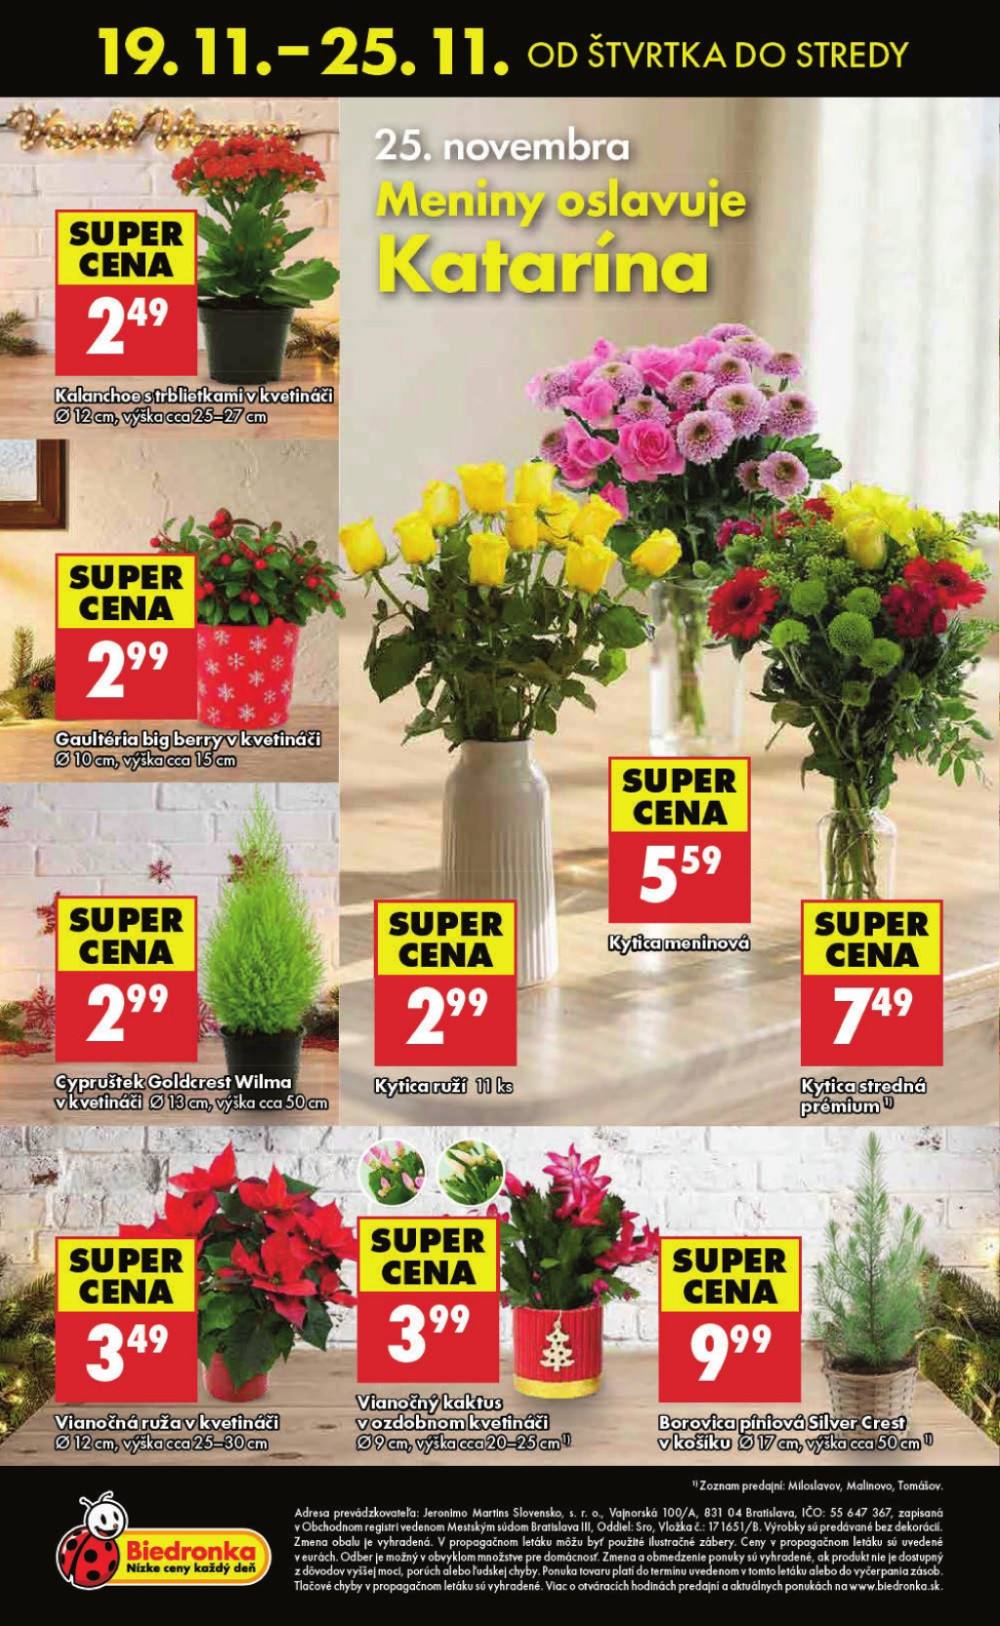 19. 11. – 25. 11. OD ŠTVRTKA DO STREDY
25. novembra
Meniny oslavuje
Katarína
SUPER
CENA
2 49
Kalanchoe s trblietkami v kvetináči
Ø 12 cm, výška cca 25–27 cm
SUPER
CENA
2 99
Gaultéria big berry v kvetináči
Ø 10 cm, výška cca 15 cm
SUPER
CENA
2 99
Cypruštek Goldcrest Wilma
v kvetináči Ø 13 cm, výška cca 50 cm
SUPER
CENA
2 99
Kytica ruží 11 ks
SUPER
CENA
5 59
Kytica meninová
SUPER
CENA
7 49
Kytica stredná
prémium 1)
SUPER
CENA
3 49
Vianočná ruža v kvetináči
Ø 12 cm, výška cca 25–30 cm
SUPER
CENA
3 99
Vianočný kaktus
v ozdobnom kvetináči
Ø 9 cm, výška cca 20–25 cm 1)
SUPER
CENA
9 99
Borovica píniová Silver Crest
v košíku Ø 17 cm, výška cca 50 cm 1)
1) Zoznam predajní: Miloslavov, Malinovo, Tomášov.
Biedronka
Nízke ceny každý deň
Adresa prevádzkovateľa: Jeronimo Martins Slovensko, s. r. o., Vajnorská 100/A, 831 04 Bratislava, IČO: 55 647 367, zapísaná
v Obchodnom registri vedenom Mestským súdom Bratislava III, Oddiel: Sro, Vložka č.: 171651/B. Výrobky sú predávané bez dekorácií.
Zmena obalu je vyhradená. V propagačnom letáku môžu byť použité ilustračné zábery. Ceny v propagačnom letáku sú uvedené
v eurách. Odber je možný v obvyklom množstve pre domácnosť. Zmena a obmedzenie ponuky sú vyhradené, ak produkt nie je dostupný
z dôvodov vyššej moci, porúch alebo ľudskej chyby. Ponuka tovaru platí do termínu uvedenom v tomto letáku alebo do vyčerpania zásob.
Tlačové chyby v propagačnom letáku sú vyhradené. Viac o otváracích hodinách predajní a aktuálnych ponukách na www.biedronka.sk.